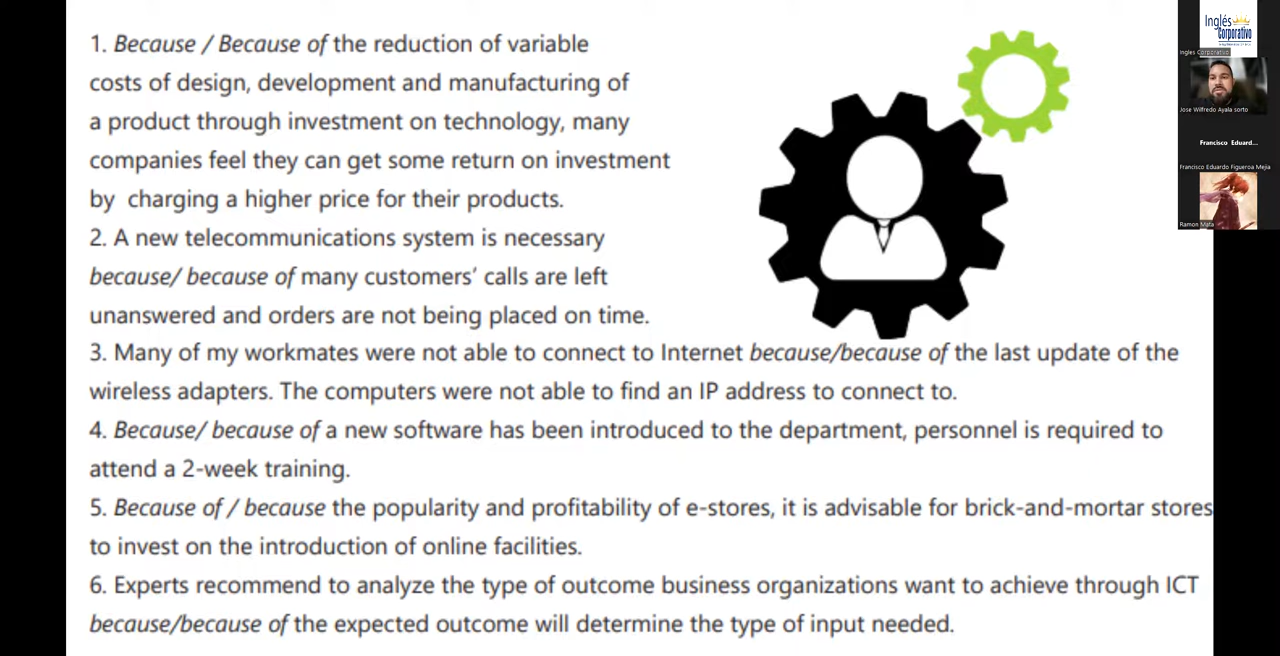 1. Because / Because of the reduction of variable
costs of design, development and manufacturing of
a product through investment on technology, many
companies feel they can get some return on investment
by charging a higher price for their products.
2. A new telecommunications system is necessary
because/ because of many customers' calls are left
unanswered and orders are not being placed on time.
3. Many of my workmates were not able to connect to Internet because/because of the last update of the
wireless adapters. The computers were not able to find an IP address to connect to.
4. Because/ because of a new software has been introduced to the department, personnel is required to
attend a 2-week training.
5. Because of / because the popularity and profitability of e-stores, it is advisable for brick-and-mortar stores
to invest on the introduction of online facilities.
6. Experts recommend to analyze the type of outcome business organizations want to achieve through ICT
because/because of the expected outcome will determine the type of input needed.
Inglés
Corporativo
Ingles Corporativo
Jose Wilfredo Ayala sorto
Francisco Eduard...
Francisco Eduardo Figueroa Mejia
Ramon Mata